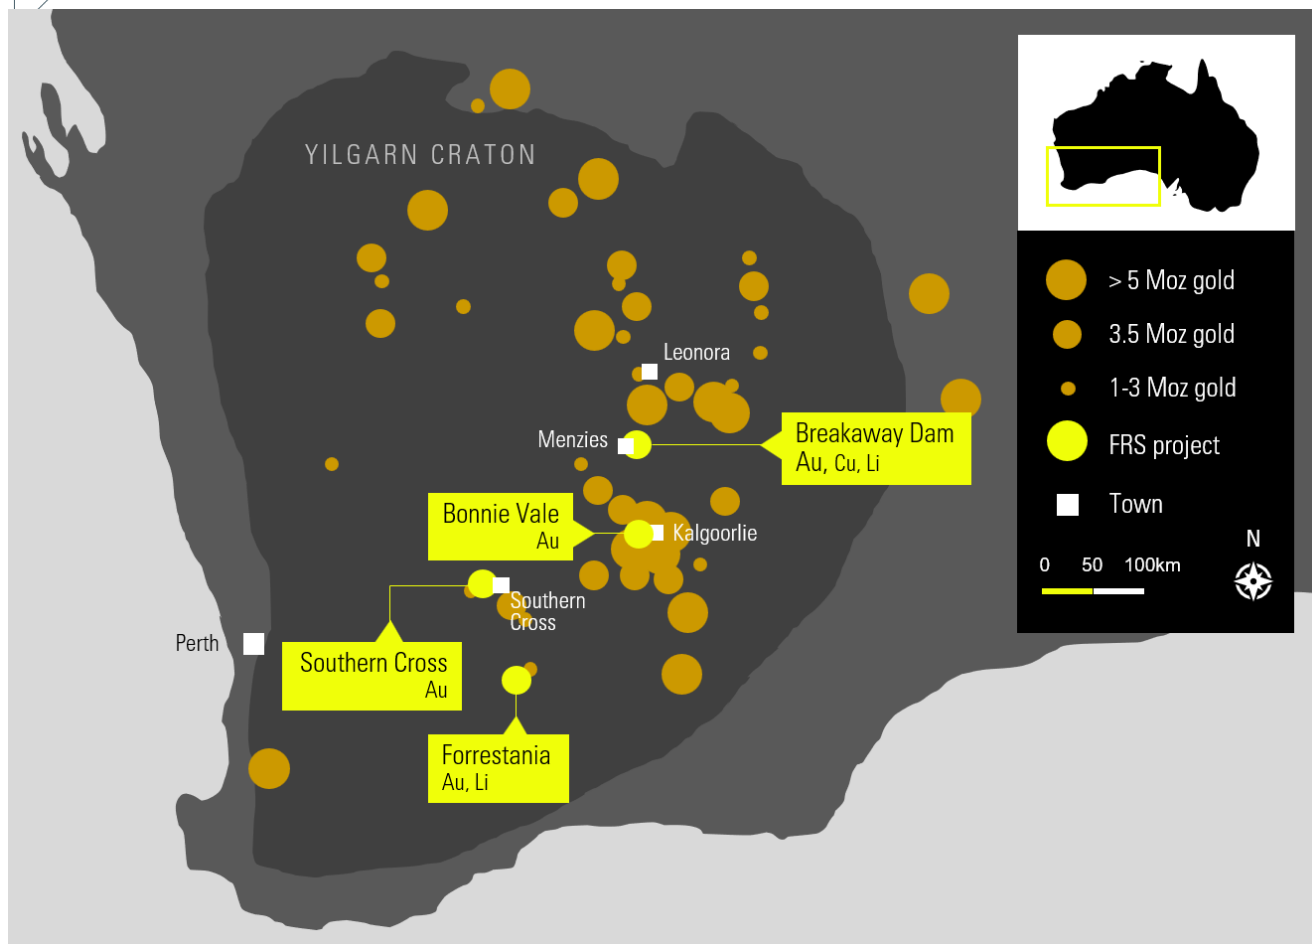 YILGARN CRATON
> 5 Moz gold
3.5 Moz gold
1-3 Moz gold
FRS project
Town
N
0 50 100km
Leonora
Menzies
Breakaway Dam
Au, Cu, Li
Bonnie Vale
Au
Kalgoorlie
Southern
Cross
Perth
Southern Cross
Au
Forrestania
Au, Li